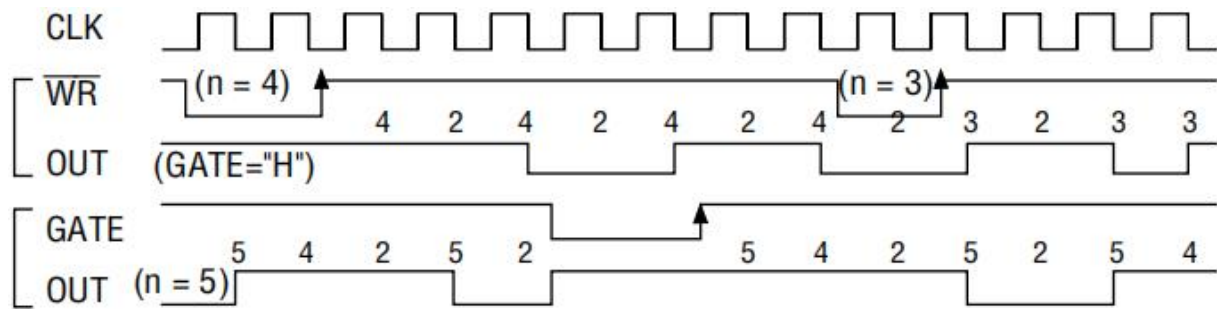 CLK
WR (n = 4) (n = 3)
4 2 4 2 4 2 4 2 3 2 3 3
OUT (GATE="H")
GATE
5 4 2 5 2 5 4 2 5 2 5 4
OUT (n = 5)